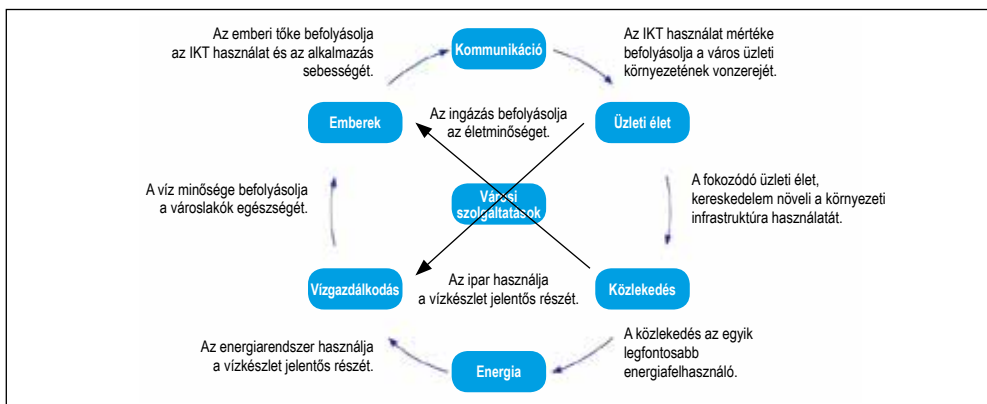 Az emberi tőke befolyásolja
az IKT használat és az alkalmazás
sebességét.
Kommunikáció
Az IKT használat mértéke
befolyásolja a város üzleti
környezetének vonzerejét.
Emberek
Az ingázás befolyásolja
az életminőséget.
Üzleti élet
A víz minősége befolyásolja
a városlakók egészségét.
Városi
szolgáltatások
A fokozódó üzleti élet,
kereskedelem növeli a környezeti
infrastruktúra használatát.
Vízgazdálkodás
Az ipar használja
a vízkészlet jelentős részét.
Közlekedés
Az energiarendszer használja
a vízkészlet jelentős részét.
Energia
A közlekedés az egyik
legfontosabb
energiafelhasználó.